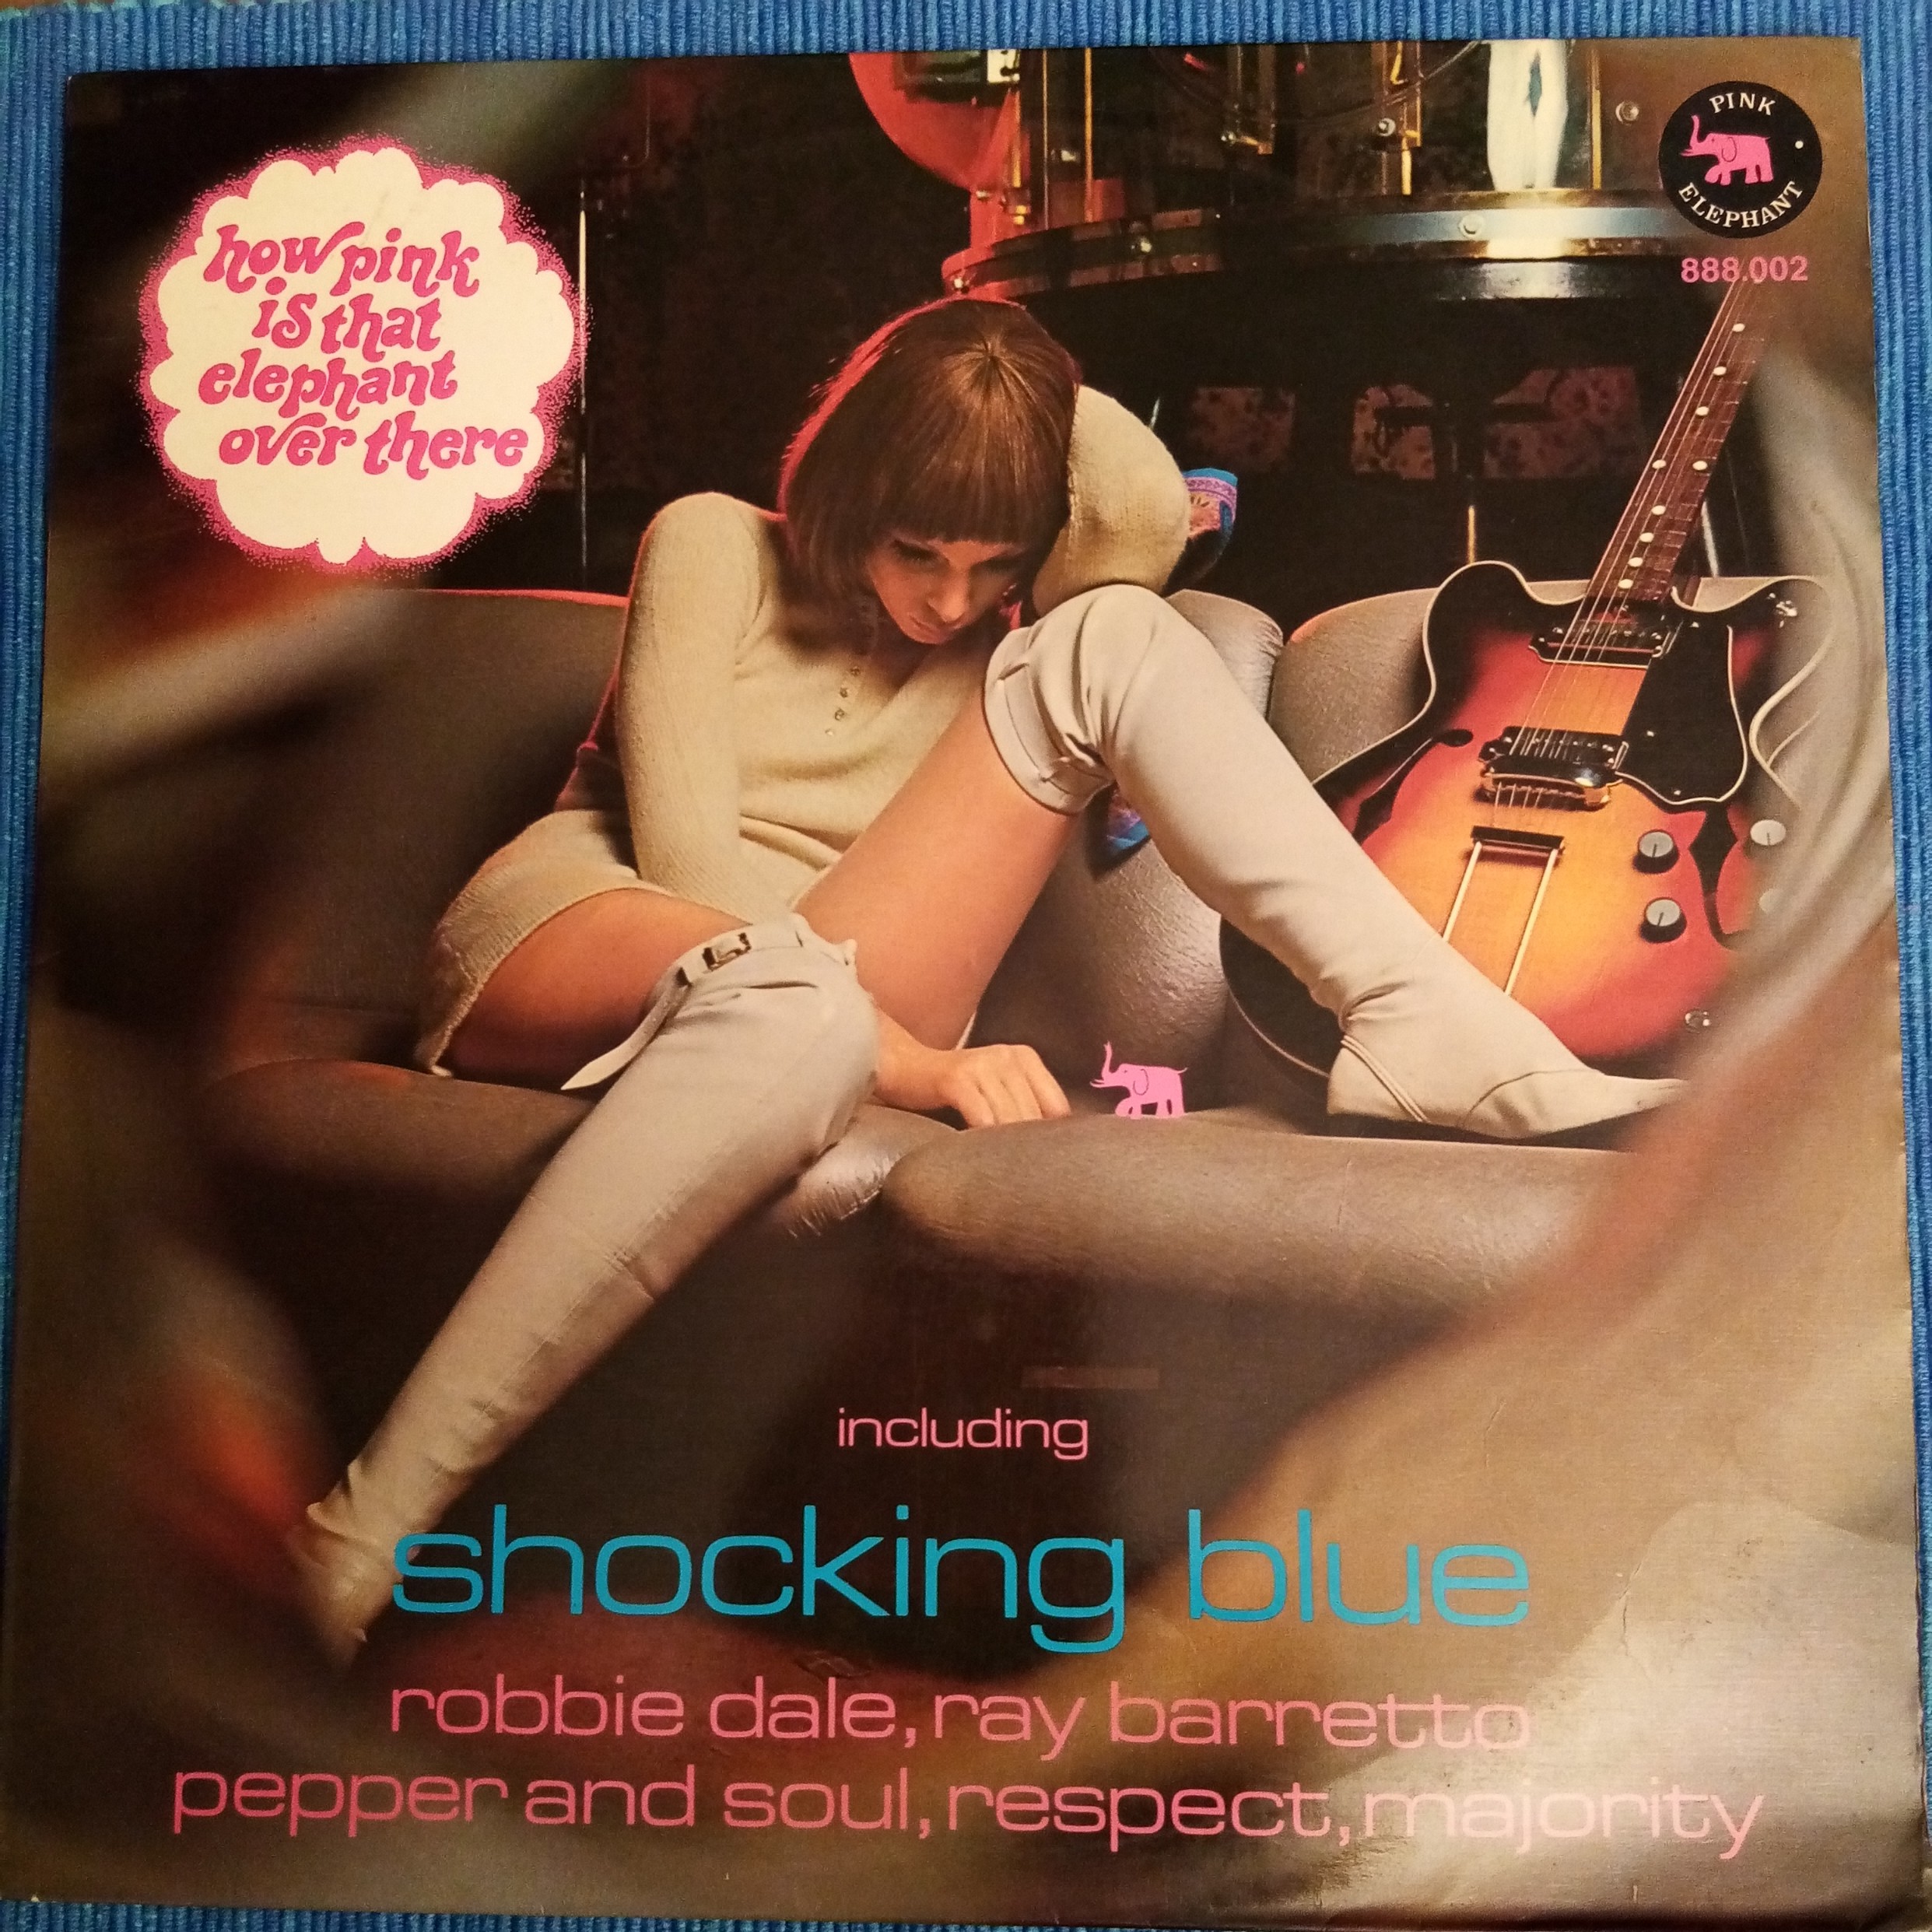 how pink
is that
elephant
over there
PINK
ELEPHANT
888.002
including
shocking blue
robbie dale, ray barretto
pepper and soul, respect, majority